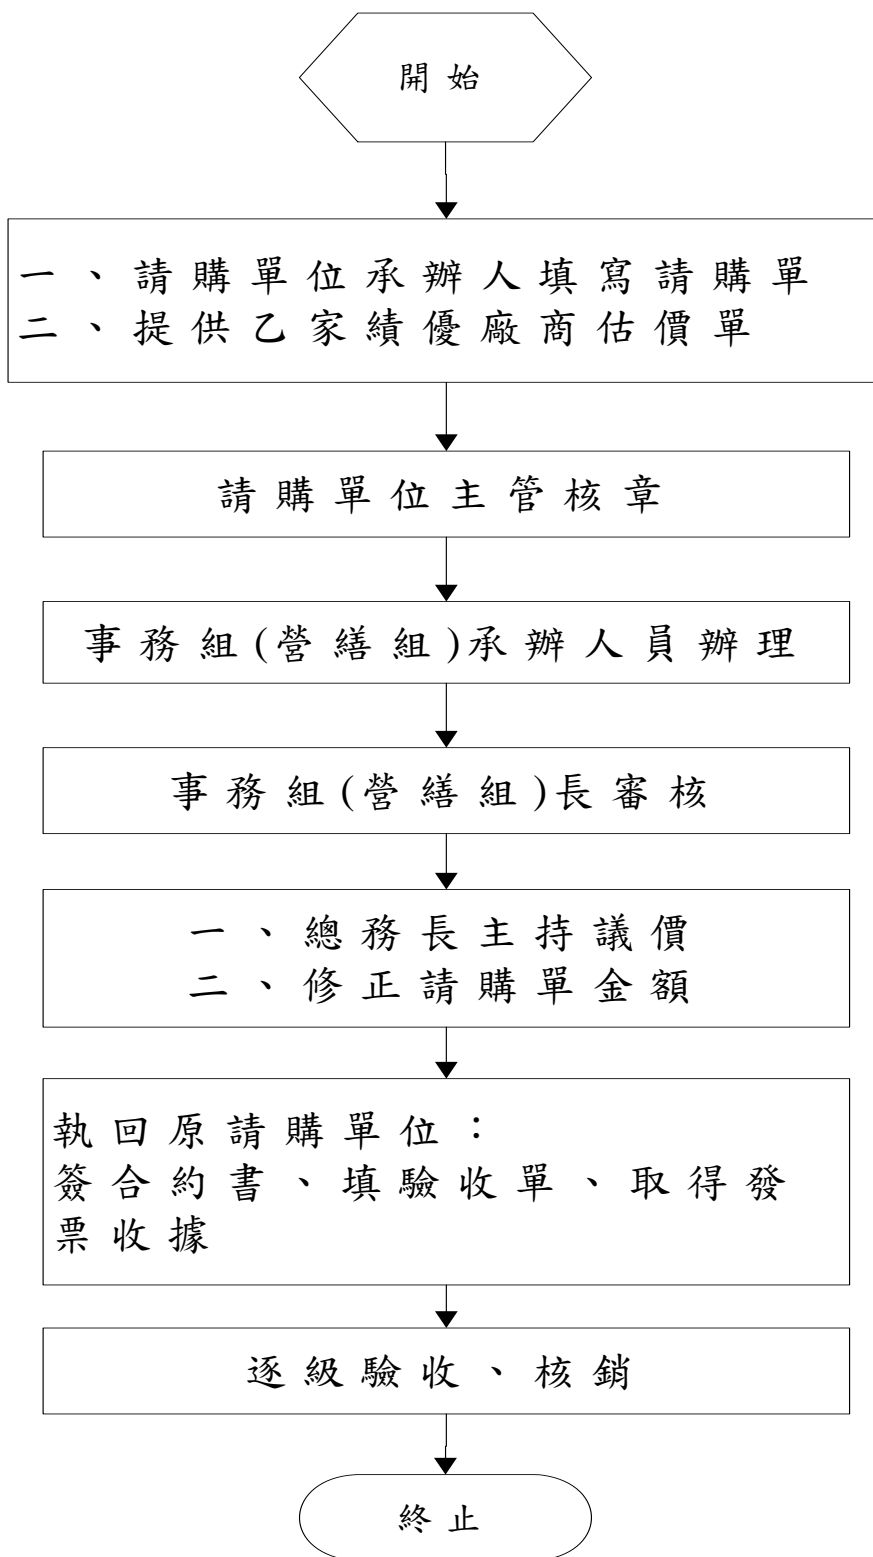 開始
一、請購單位承辦人填寫請購單
二、提供乙家績優廠商估價單
請購單位主管核章
事務組(營繕組)承辦人員辦理
事務組(營繕組)長審核
一、總務長主持議價
二、修正請購單金額
執回原請購單位：
簽合約書、填驗收單、取得發
票收據
逐級驗收、核銷
終止